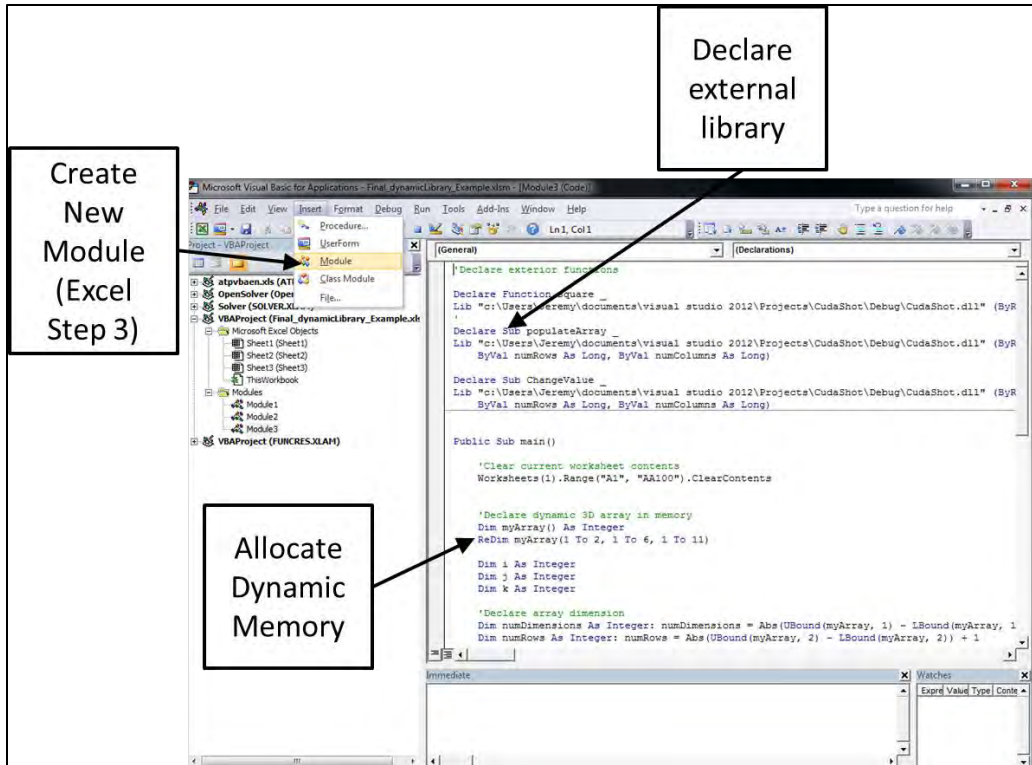 Declare
external
library
Create
New
Module
(Excel
Step 3)
Allocate
Dynamic
Memory
Microsoft Visual Basic for Applications - Final_dynamicLibrary_Example.xlsm - [Module3 (Code)]
File Edit View Insert Format Debug Run Tools Add-Ins Window Help
Type a question for help
Ln 1, Col 1
Procedure...
UserForm
Module
Class Module
File...
Project - VBAProject
atpvbaen.xls (AT
OpenSolver (Open
Solver (SOLVER.XLA
VBAProject (Final_dynamicLibrary_Example.xls
Microsoft Excel Objects
Sheet1 (Sheet1)
Sheet2 (Sheet2)
Sheet3 (Sheet3)
ThisWorkbook
Modules
Module1
Module2
Module3
VBAProject (FUNCRES.XLAM)
(General)
(Declarations)
'Declare exterior functions
Declare Function square _
Lib "c:\Users\Jeremy\documents\visual studio 2012\Projects\CudaShot\Debug\CudaShot.dll" (ByR
'
Declare Sub populateArray _
Lib "c:\Users\Jeremy\documents\visual studio 2012\Projects\CudaShot\Debug\CudaShot.dll" (ByR
ByVal numRows As Long, ByVal numColumns As Long)
Declare Sub ChangeValue _
Lib "c:\Users\Jeremy\documents\visual studio 2012\Projects\CudaShot\Debug\CudaShot.dll" (ByR
ByVal numRows As Long, ByVal numColumns As Long)
Public Sub main()
'Clear current worksheet contents
Worksheets(1).Range("A1", "AA100").ClearContents
'Declare dynamic 3D array in memory
Dim myArray() As Integer
ReDim myArray(1 To 2, 1 To 6, 1 To 11)
Dim i As Integer
Dim j As Integer
Dim k As Integer
'Declare array dimension
Dim numDimensions As Integer: numDimensions = Abs(UBound(myArray, 1) - LBound(myArray, 1
Dim numRows As Integer: numRows = Abs(UBound(myArray, 2) - LBound(myArray, 2)) + 1
Immediate
Watches
Expre Value Type Conte